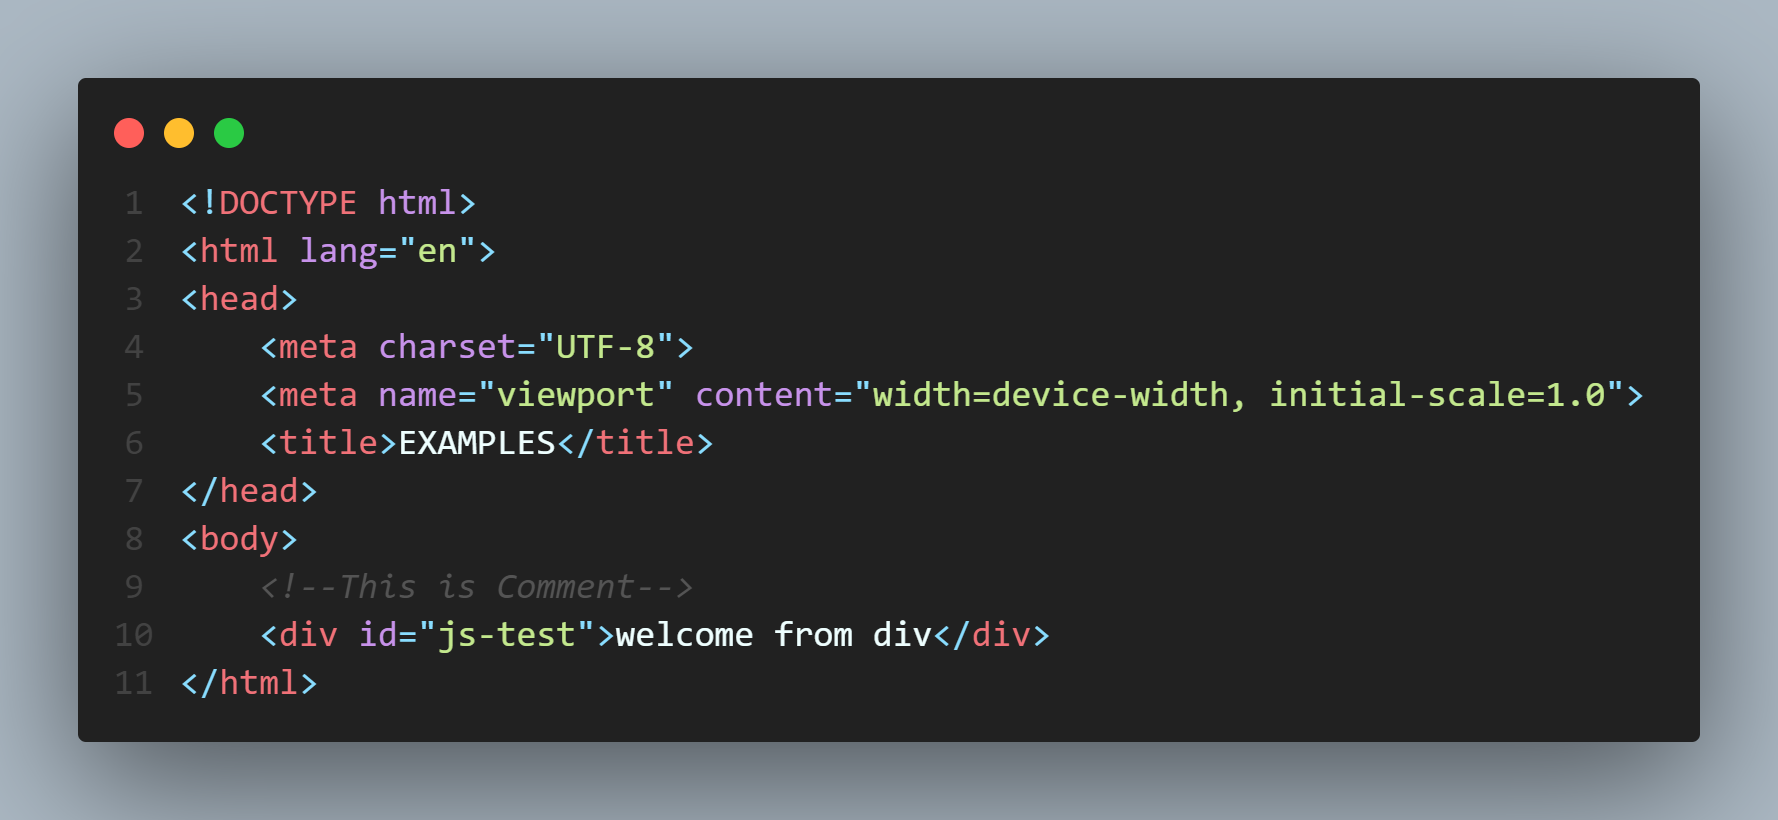 1 <!DOCTYPE html>
2 <html lang="en">
3 <head>
4     <meta charset="UTF-8">
5     <meta name="viewport" content="width=device-width, initial-scale=1.0">
6     <title>EXAMPLES</title>
7 </head>
8 <body>
9     <!--This is Comment-->
10     <div id="js-test">welcome from div</div>
11 </html>